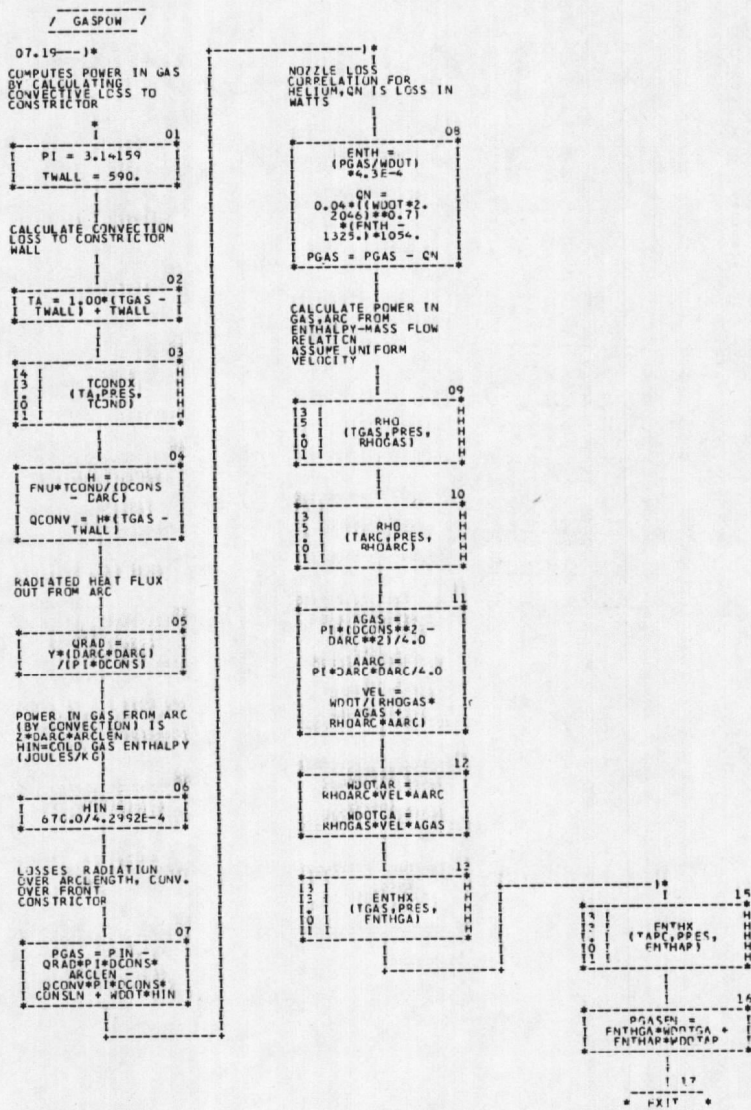 / GASPOW /
07.19---)*
COMPUTES POWER IN GAS
BY CALCULATING
CONVECTIVE LOSS TO
CONSTRICTOR
01
PI = 3.14159
TWALL = 590.
CALCULATE CONVECTION
LOSS TO CONSTRICTOR
WALL
02
TA = 1.00*(TGAS -
TWALL) + TWALL
03
TCONDX
(TA,PRES,
TCOND)
04
H =
FNU*TCOND/(DCONS
- DARC)
QCONV = H*(TGAS -
TWALL)
RADIATED HEAT FLUX
OUT FROM ARC
05
QRAD =
Y*(DARC*DARC)
/(PI*DCONS)
POWER IN GAS FROM ARC
(BY CONVECTION) IS
Z*DARC*ARCLEN
HIN=COLD GAS ENTHALPY
(JOULES/KG)
06
HIN =
670.0/4.2992E-4
LOSSES RADIATION
OVER ARCLENGTH, CONV.
OVER FRONT
CONSTRICTOR
07
PGAS = PIN -
QRAD*PI*DCONS*
ARCLEN -
QCONV*PI*DCONS*
CONSLN + WDOT*HIN
NOZZLE LOSS
CORRELATION FOR
HELIUM,QN IS LOSS IN
WATTS
08
ENTH =
(PGAS/WDOT)
*4.3E-4
QN =
0.04*((WDOT*2.
2046)**0.7)
*(ENTH -
1325.)*1054.
PGAS = PGAS - QN
CALCULATE POWER IN
GAS,ARC FROM
ENTHALPY-MASS FLOW
RELATION
ASSUME UNIFORM
VELOCITY
09
RHO
(TGAS,PRES,
RHOGAS)
10
RHO
(TARC,PRES,
RHOARC)
11
AGAS =
PI*(DCONS**2 -
DARC**2)/4.0
AARC =
PI*DARC*DARC/4.0
VEL =
WDOT/(RHOGAS*
AGAS +
RHOARC*AARC)
12
WDOTAR =
RHOARC*VEL*AARC
WDOTGA =
RHOGAS*VEL*AGAS
13
ENTHX
(TGAS,PRES,
ENTHGA)
15
ENTHX
(TARC,PRES,
ENTHAR)
16
PGASEN =
ENTHGA*WDOTGA +
ENTHAR*WDOTAR
17
* EXIT *